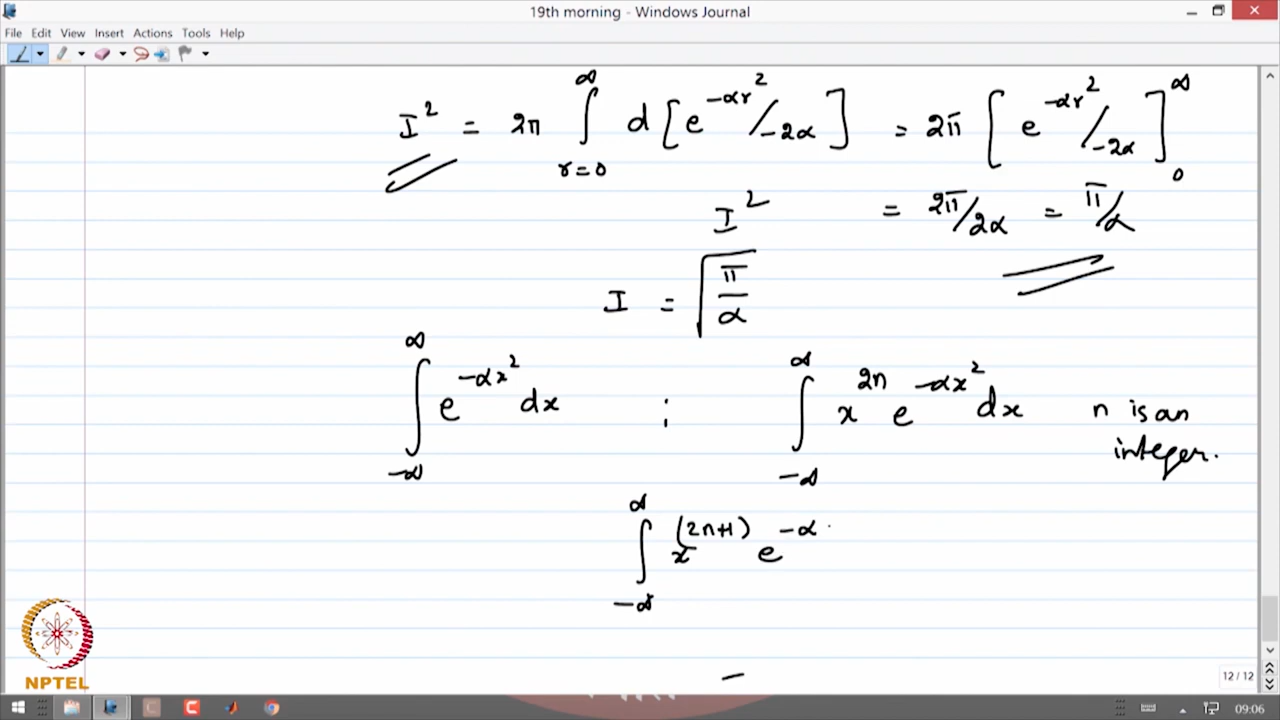 19th morning - Windows Journal
File Edit View Insert Actions Tools Help
I² = 2π ∫_{r=0}^{∞} d[e^{-αr²}/-2α] = 2π [e^{-αr²}/-2α]_0^∞
I² = 2π/2α = π/α
I = √(π/α)
∫_{-∞}^{∞} e^{-αx²} dx ; ∫_{-∞}^{∞} x^{2n} e^{-αx²} dx n is an
integer.
∫_{-∞}^{∞} x^{(2n+1)} e^{-α
NPTEL
12 / 12
09:06